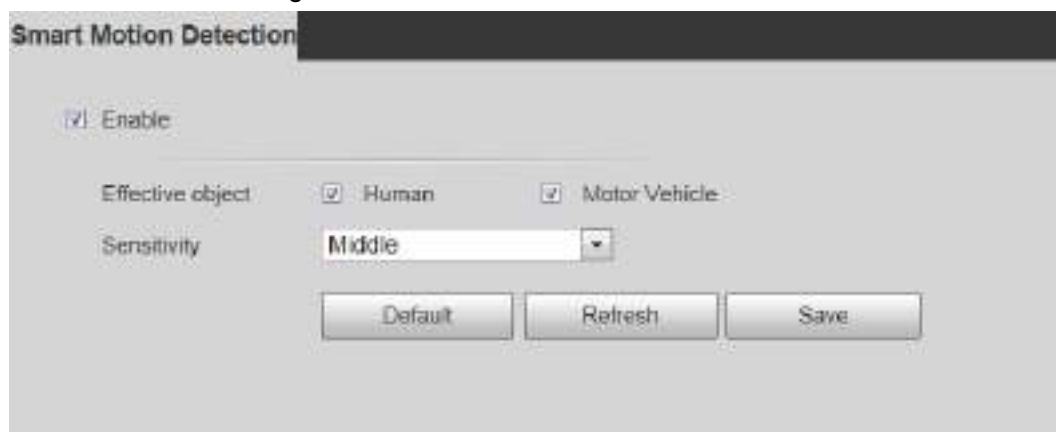 Smart Motion Detection
Enable
Effective object Human Motor Vehicle
Sensitivity Middle
Default Refresh Save